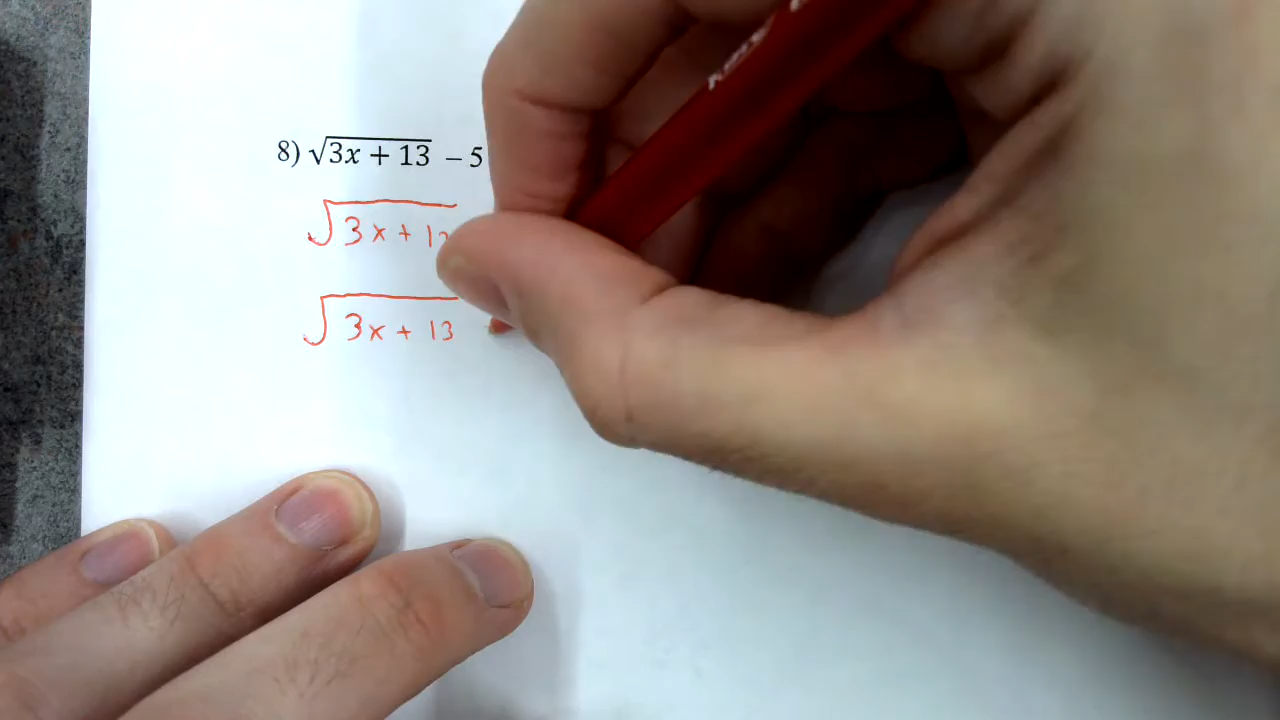 8) √3x + 13 – 5
√3x + 1
√3x + 13